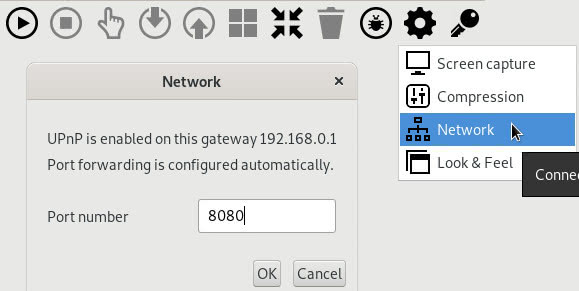 Network
×
UPnP is enabled on this gateway 192.168.0.1
Port forwarding is configured automatically.
Port number 8080
OK Cancel
Screen capture
Compression
Network
Look & Feel